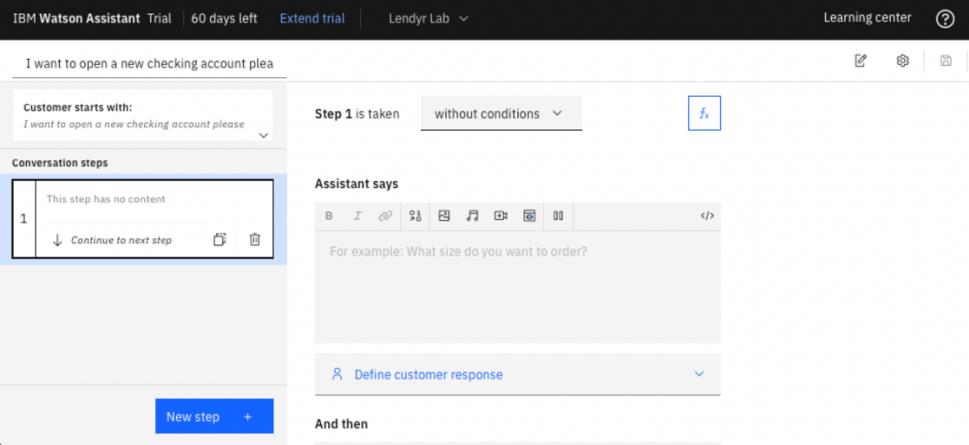 IBM Watson Assistant Trial 60 days left Extend trial Lendyr Lab Learning center
I want to open a new checking account plea
Customer starts with:
I want to open a new checking account please
Conversation steps
1
This step has no content
Continue to next step
New step +
Step 1 is taken without conditions fx
Assistant says
B I </>
For example: What size do you want to order?
Define customer response
And then